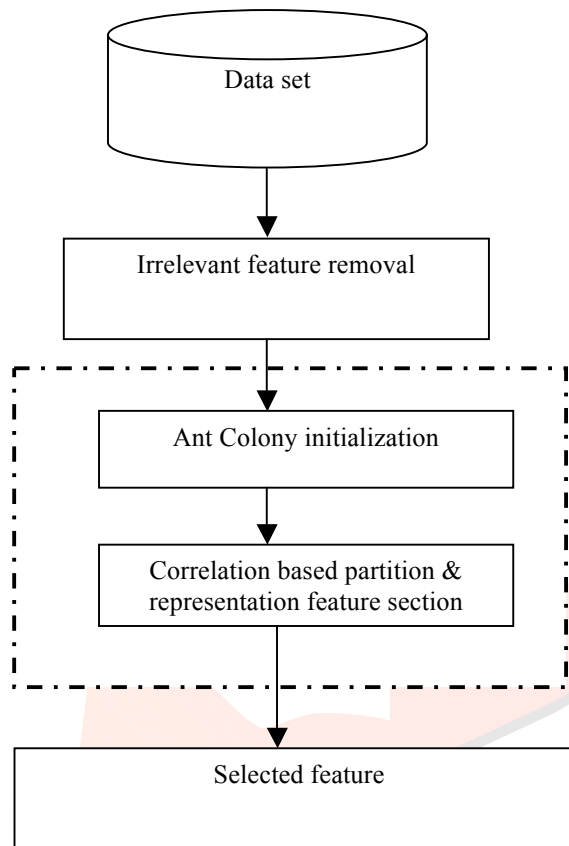 Data set
Irrelevant feature removal
Ant Colony initialization
Correlation based partition &
representation feature section
Selected feature